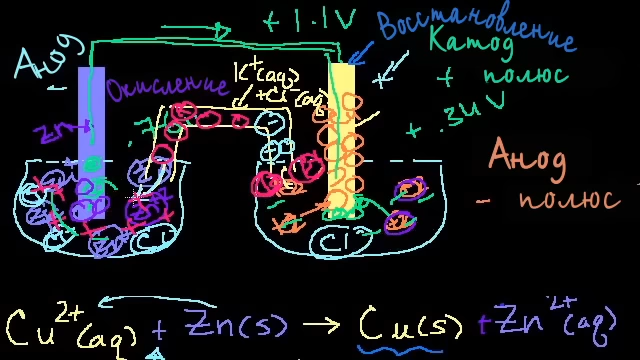 + 1.1V
Восстановление
Анод
-
Окисление
K⁺(aq)
+Cl⁻(aq)
Катод
+ полюс
Zn
.76
+ .34V
Анод
- полюс
Cl⁻
Cl⁻
Cu²⁺(aq) + Zn(s) → Cu(s) + Zn²⁺(aq)